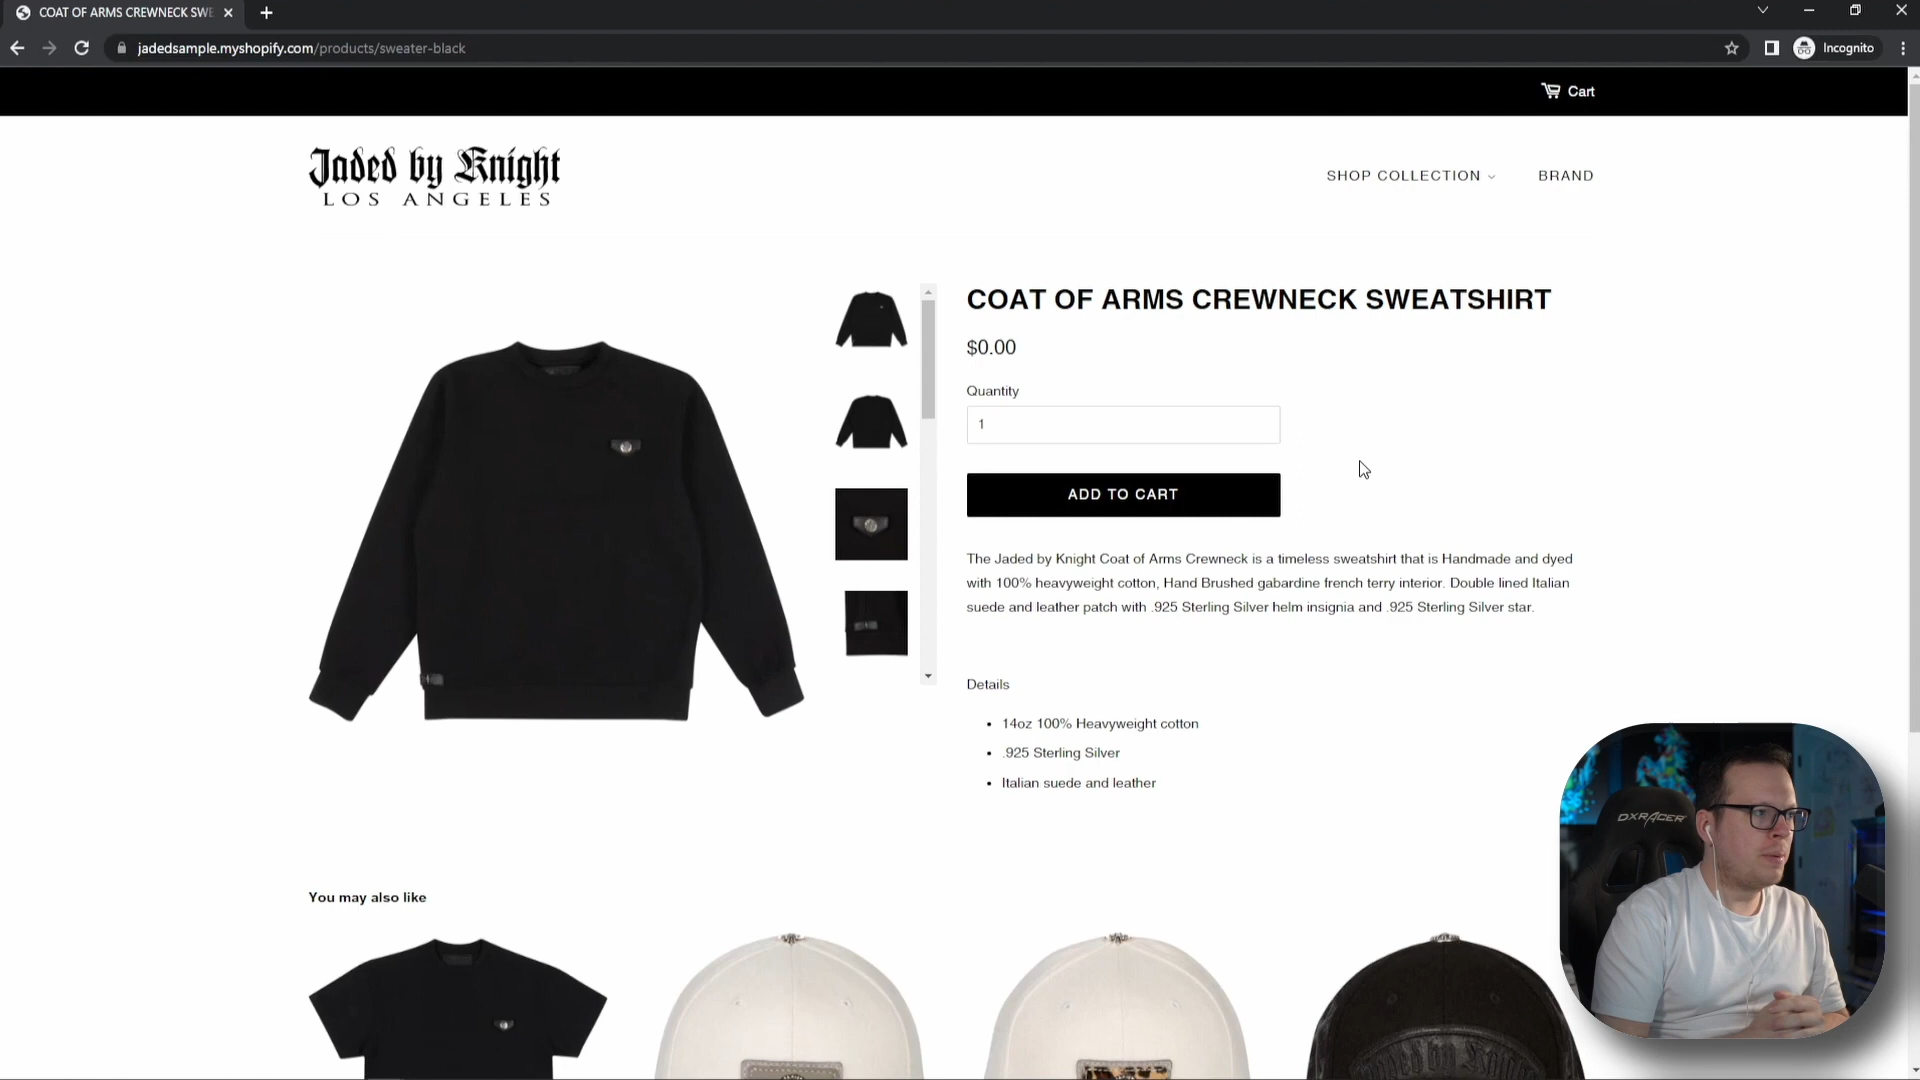 COAT OF ARMS CREWNECK SWE
jadedsample.myshopify.com/products/sweater-black
Incognito
Cart
Jaded by Knight
LOS ANGELES
SHOP COLLECTION
BRAND
COAT OF ARMS CREWNECK SWEATSHIRT
$0.00
Quantity
1
ADD TO CART
The Jaded by Knight Coat of Arms Crewneck is a timeless sweatshirt that is Handmade and dyed
with 100% heavyweight cotton, Hand Brushed gabardine french terry interior. Double lined Italian
suede and leather patch with .925 Sterling Silver helm insignia and .925 Sterling Silver star.
Details
• 14oz 100% Heavyweight cotton
• .925 Sterling Silver
• Italian suede and leather
DXRACER
You may also like
Jaded by Knight